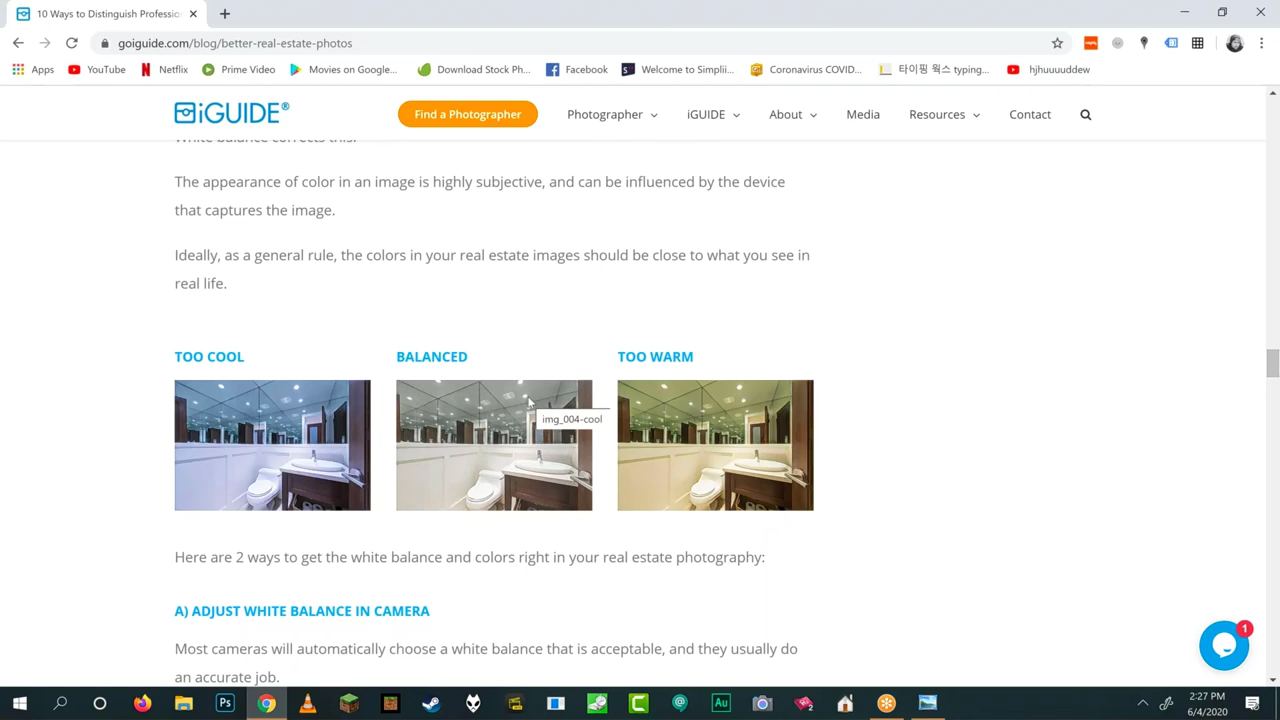 10 Ways to Distinguish Professio
goiguide.com/blog/better-real-estate-photos
Apps YouTube Netflix Prime Video Movies on Google... Download Stock Ph... Facebook Welcome to Simplii... Coronavirus COVID... 타이핑 웍스 typing... hjhuuuuddew
iGUIDE® Find a Photographer Photographer iGUIDE About Media Resources Contact
White balance corrects this.
The appearance of color in an image is highly subjective, and can be influenced by the device
that captures the image.
Ideally, as a general rule, the colors in your real estate images should be close to what you see in
real life.
TOO COOL BALANCED TOO WARM
img_004-cool
Here are 2 ways to get the white balance and colors right in your real estate photography:
A) ADJUST WHITE BALANCE IN CAMERA
Most cameras will automatically choose a white balance that is acceptable, and they usually do
an accurate job.
1
Ps Au 2:27 PM
6/4/2020